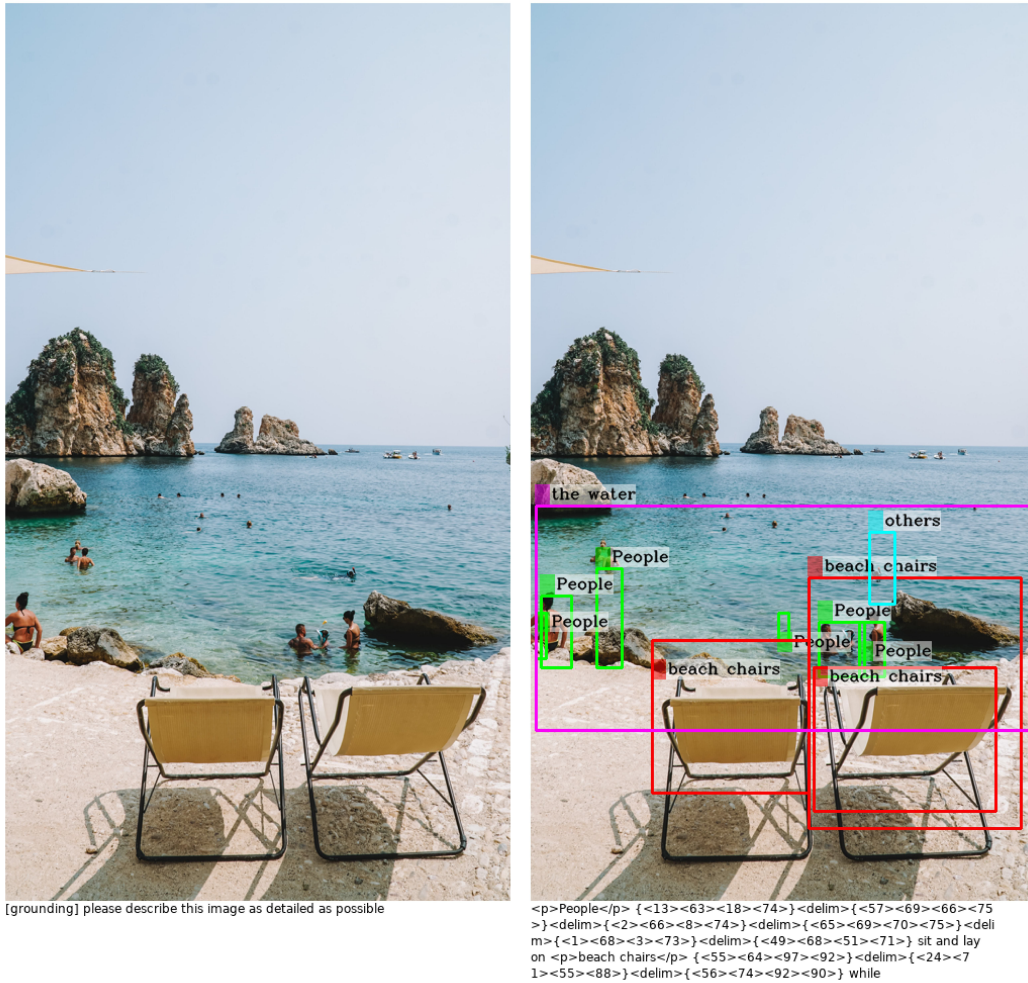 the water
others
People
beach chairs
People
People
People
People
People
beach chairs
beach chairs
[grounding] please describe this image as detailed as possible
<p>People</p> {<13><63><18><74>}<delim>{<57><69><66><75
>}<delim>{<2><66><8><74>}<delim>{<65><69><70><75>}<deli
m>{<1><68><3><73>}<delim>{<49><68><51><71>} sit and lay
on <p>beach chairs</p> {<55><64><97><92>}<delim>{<24><7
1><55><88>}<delim>{<56><74><92><90>} while